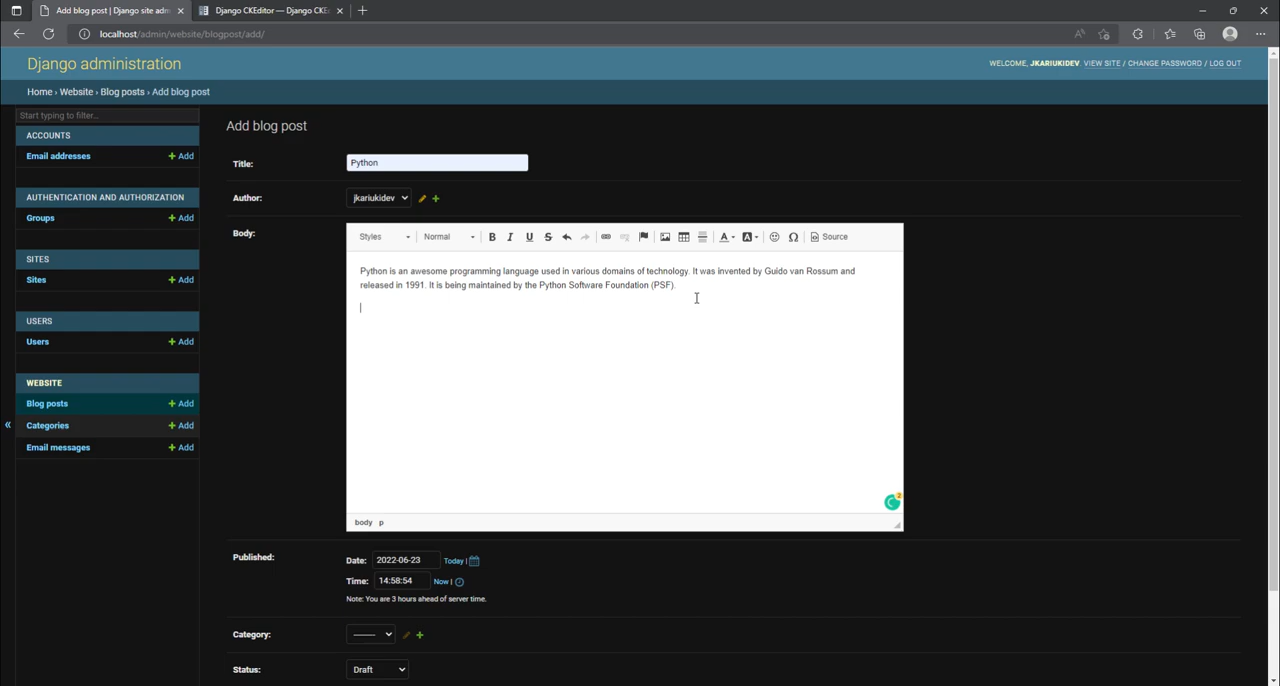 Add blog post | Django site adm
Django CKEditor — Django CKE
localhost/admin/website/blogpost/add/
Django administration
WELCOME, JKARIUKIDEV. VIEW SITE / CHANGE PASSWORD / LOG OUT
Home › Website › Blog posts › Add blog post
Start typing to filter...
ACCOUNTS
Email addresses + Add
AUTHENTICATION AND AUTHORIZATION
Groups + Add
SITES
Sites + Add
USERS
Users + Add
WEBSITE
Blog posts + Add
Categories + Add
Email messages + Add
Add blog post
Title: Python
Author: jkariukidev
Body:
Styles Normal B I U S A A Ω Source
Python is an awesome programming language used in various domains of technology. It was invented by Guido van Rossum and
released in 1991. It is being maintained by the Python Software Foundation (PSF).
2
body p
Published:
Date: 2022-06-23 Today |
Time: 14:58:54 Now |
Note: You are 3 hours ahead of server time.
Category: ---------
Status: Draft